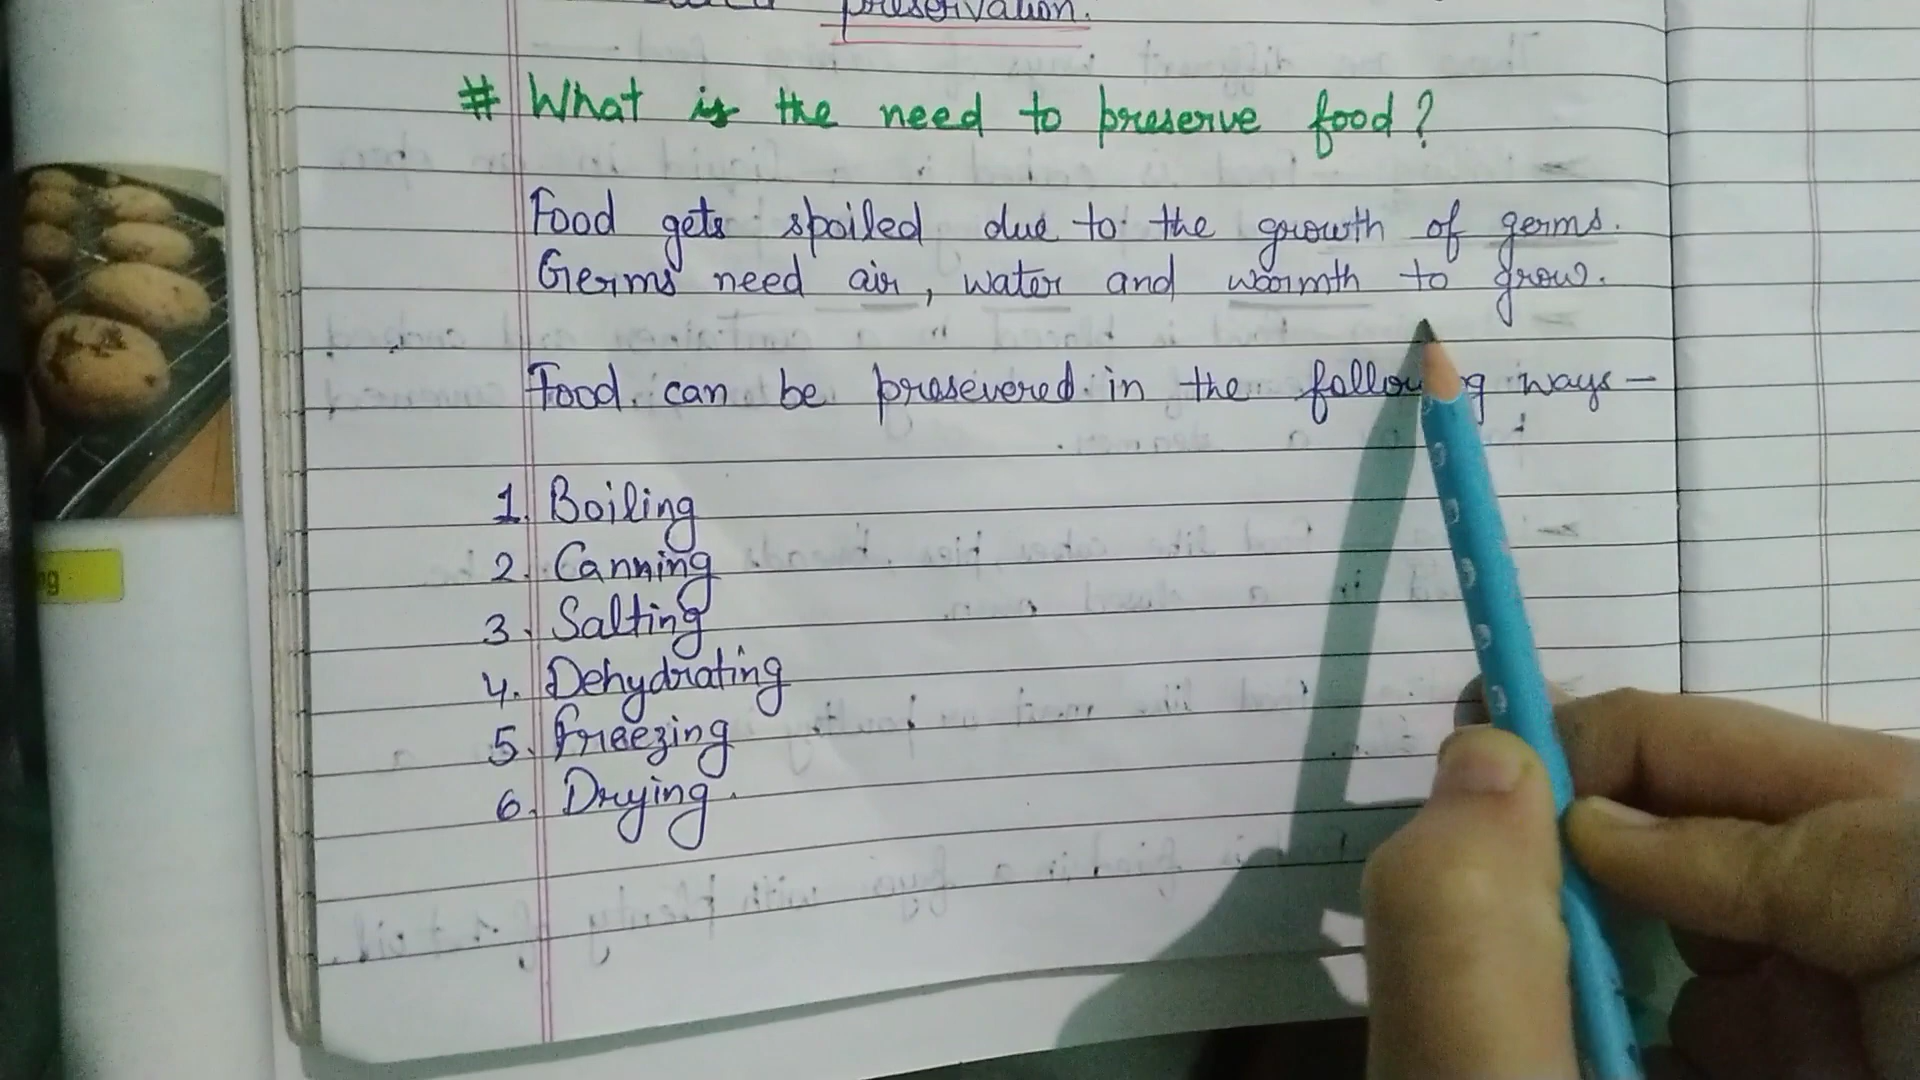 preservation.
# What is the need to preserve food?
Food gets spoiled due to the growth of germs.
Germs need air, water and warmth to grow.
Food can be presevered in the following ways -
1. Boiling
2. Canning
3. Salting
4. Dehydrating
5. Freezing
6. Drying.